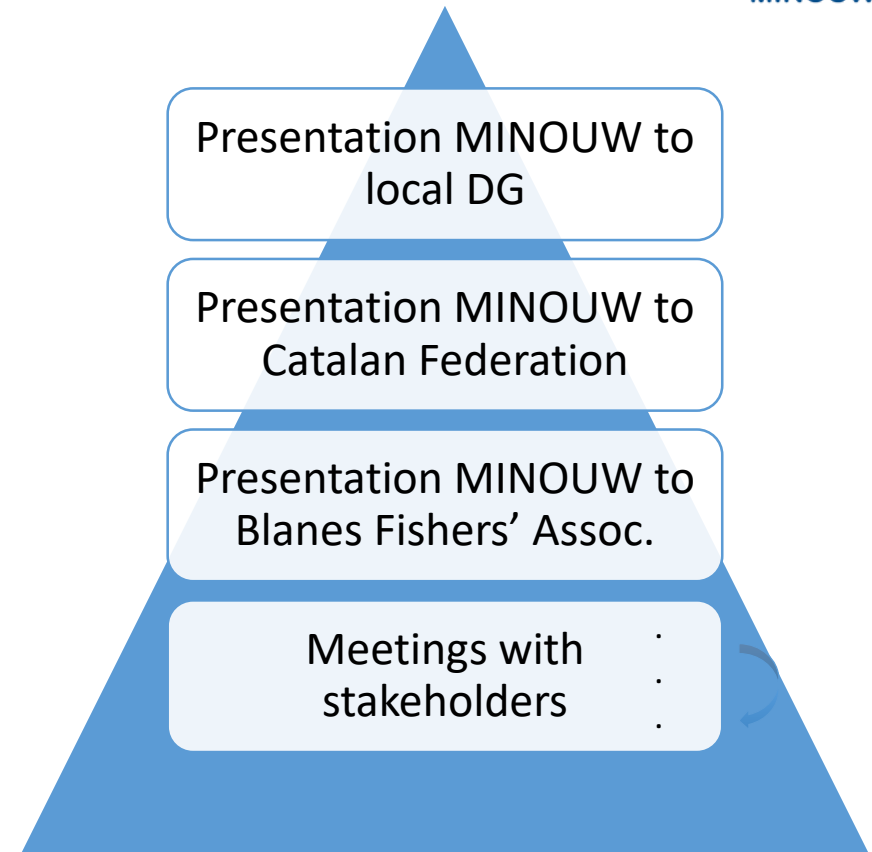 MINOUW
Presentation MINOUW to
local DG
Presentation MINOUW to
Catalan Federation
Presentation MINOUW to
Blanes Fishers’ Assoc.
Meetings with
stakeholders
.
.
.